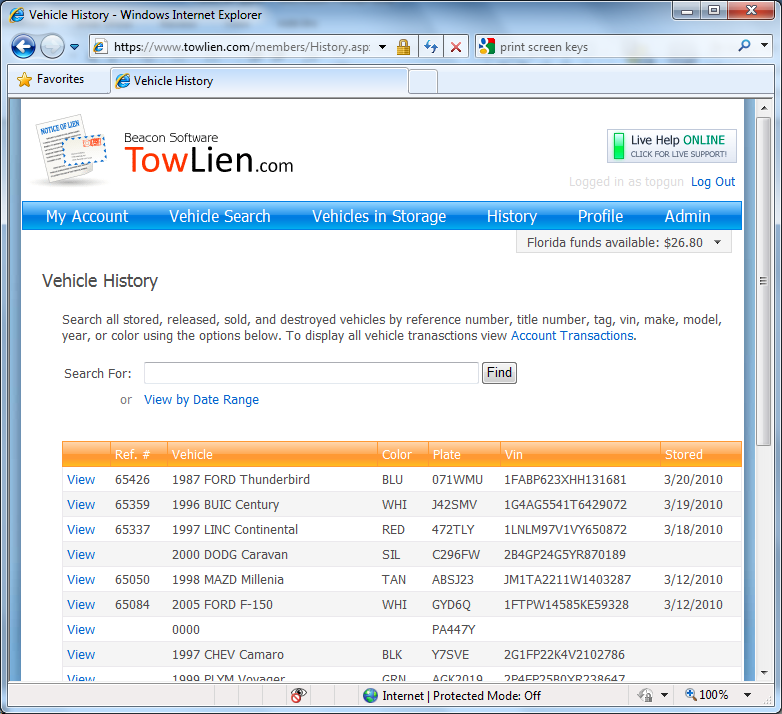 Vehicle History - Windows Internet Explorer
https://www.towlien.com/members/History.asp:
print screen keys
Favorites
Vehicle History
NOTICE OF LIEN
Beacon Software
TowLien.com
Live Help ONLINE
CLICK FOR LIVE SUPPORT!
Logged in as topgun Log Out
My Account Vehicle Search Vehicles in Storage History Profile Admin
Florida funds available: $26.80
Vehicle History
Search all stored, released, sold, and destroyed vehicles by reference number, title number, tag, vin, make, model,
year, or color using the options below. To display all vehicle tranasctions view Account Transactions.
Search For: Find
or View by Date Range
Ref. # Vehicle Color Plate Vin Stored
View 65426 1987 FORD Thunderbird BLU 071WMU 1FABP623XHH131681 3/20/2010
View 65359 1996 BUIC Century WHI J42SMV 1G4AG5541T6429072 3/19/2010
View 65337 1997 LINC Continental RED 472TLY 1LNLM97V1VY650872 3/18/2010
View 2000 DODG Caravan SIL C296FW 2B4GP24G5YR870189
View 65050 1998 MAZD Millenia TAN ABSJ23 JM1TA2211W1403287 3/12/2010
View 65084 2005 FORD F-150 WHI GYD6Q 1FTPW14585KE59328 3/12/2010
View 0000 PA447Y
View 1997 CHEV Camaro BLK Y7SVE 2G1FP22K4V2102786
View 1999 PLYM Voyager GRN AGK2019 2P4FP25B0XR238647
Internet | Protected Mode: Off
100%